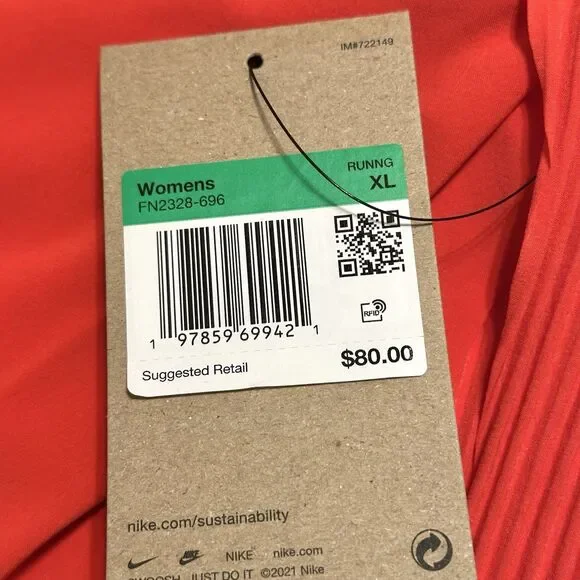 IM#722149
RUNNG
Womens XL
FN2328-696
1 97859 69942 1
RFID
Suggested Retail $80.00
nike.com/sustainability
NIKE nike.com
SWOOSH JUST DO IT ©2021 Nike